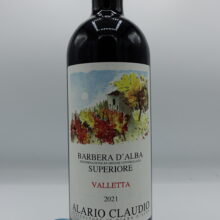 BARBERA D'ALBA
SUPERIORE
VALLETTA
2021
ALARIO CLAUDIO